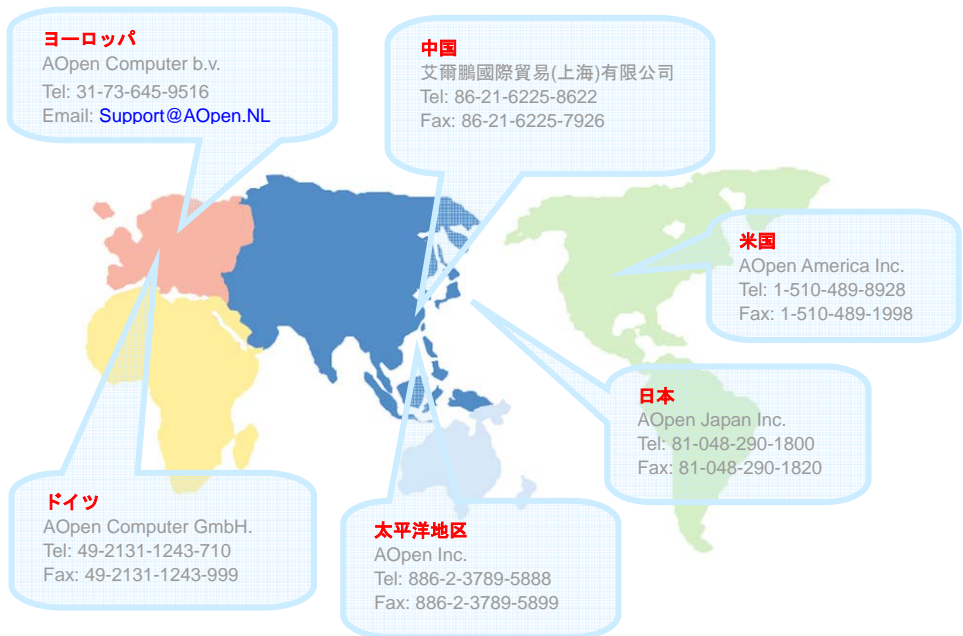 ヨーロッパ
AOpen Computer b.v.
Tel: 31-73-645-9516
Email: Support@AOpen.NL
中国
艾爾鵬國際貿易(上海)有限公司
Tel: 86-21-6225-8622
Fax: 86-21-6225-7926
米国
AOpen America Inc.
Tel: 1-510-489-8928
Fax: 1-510-489-1998
日本
AOpen Japan Inc.
Tel: 81-048-290-1800
Fax: 81-048-290-1820
ドイツ
AOpen Computer GmbH.
Tel: 49-2131-1243-710
Fax: 49-2131-1243-999
太平洋地区
AOpen Inc.
Tel: 886-2-3789-5888
Fax: 886-2-3789-5899